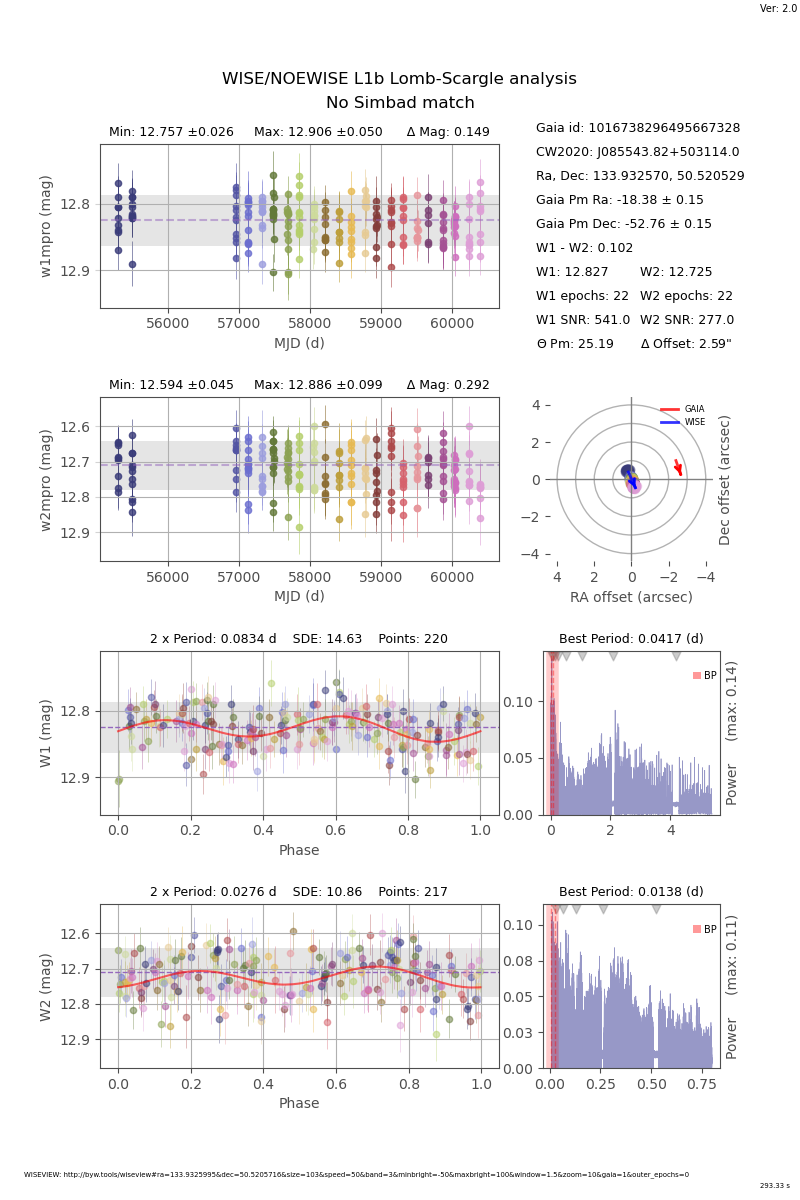 Ver: 2.0
WISE/NOEWISE L1b Lomb-Scargle analysis
No Simbad match
Min: 12.757 ±0.026 Max: 12.906 ±0.050 Δ Mag: 0.149
12.8
12.9
w1mpro (mag)
56000 57000 58000 59000 60000
MJD (d)
Gaia id: 1016738296495667328
CW2020: J085543.82+503114.0
Ra, Dec: 133.932570, 50.520529
Gaia Pm Ra: -18.38 ± 0.15
Gaia Pm Dec: -52.76 ± 0.15
W1 - W2: 0.102
W1: 12.827 W2: 12.725
W1 epochs: 22 W2 epochs: 22
W1 SNR: 541.0 W2 SNR: 277.0
Θ Pm: 25.19 Δ Offset: 2.59"
Min: 12.594 ±0.045 Max: 12.886 ±0.099 Δ Mag: 0.292
12.6
12.7
12.8
12.9
w2mpro (mag)
56000 57000 58000 59000 60000
MJD (d)
GAIA
WISE
4
2
0
−2
−4
4 2 0 −2 −4
RA offset (arcsec)
Dec offset (arcsec)
2 x Period: 0.0834 d SDE: 14.63 Points: 220
12.8
12.9
W1 (mag)
0.0 0.2 0.4 0.6 0.8 1.0
Phase
Best Period: 0.0417 (d)
BP
0.10
0.05
0.00
0 2 4
Power (max: 0.14)
2 x Period: 0.0276 d SDE: 10.86 Points: 217
12.6
12.7
12.8
12.9
W2 (mag)
0.0 0.2 0.4 0.6 0.8 1.0
Phase
Best Period: 0.0138 (d)
BP
0.10
0.08
0.05
0.03
0.00
0.00 0.25 0.50 0.75
Power (max: 0.11)
WISEVIEW: http://byw.tools/wiseview#ra=133.9325995&dec=50.5205716&size=103&speed=50&band=3&minbright=-50&maxbright=100&window=1.5&zoom=10&gaia=1&outer_epochs=0
293.33 s